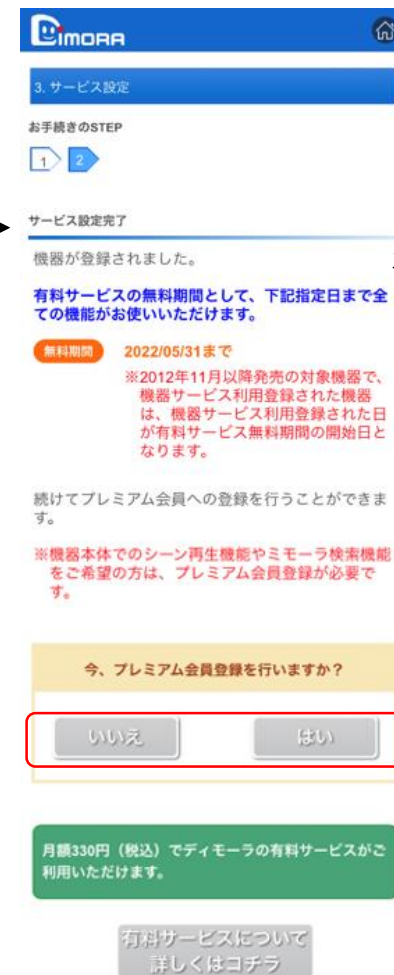 DiMORA
3. サービス設定
お手続きのSTEP
1 2
サービス設定完了
機器が登録されました。
有料サービスの無料期間として、下記指定日まで全
ての機能がお使いいただけます。
無料期間 2022/05/31まで
※2012年11月以降発売の対象機器で、
機器サービス利用登録された機器
は、機器サービス利用登録された日
が有料サービス無料期間の開始日と
なります。
続けてプレミアム会員への登録を行うことができま
す。
※機器本体でのシーン再生機能やミモーラ検索機能
をご希望の方は、プレミアム会員登録が必要で
す。
今、プレミアム会員登録を行いますか？
いいえ はい
月額330円（税込）でディモーラの有料サービスがご
利用いただけます。
有料サービスについて
詳しくはコチラ